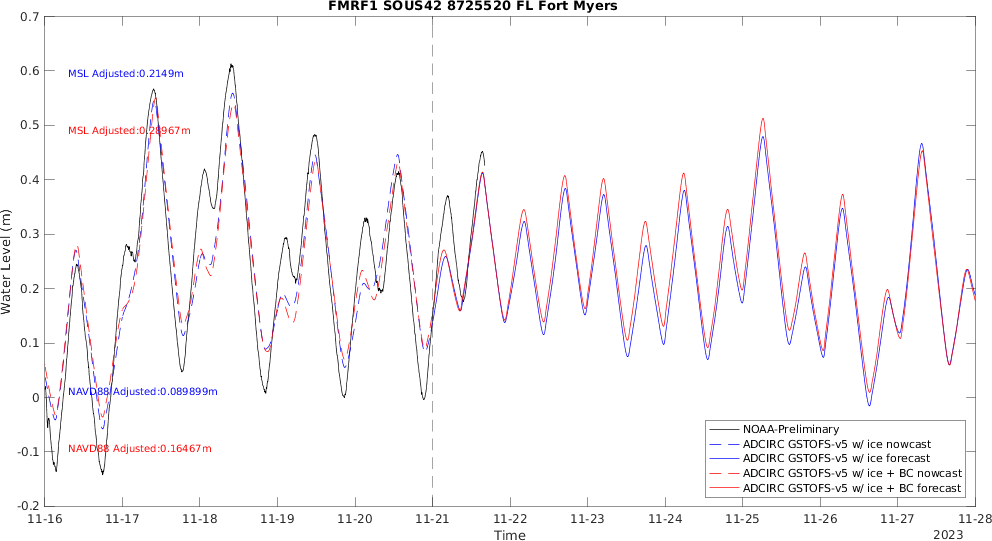 FMRF1 SOUS42 8725520 FL Fort Myers
0.7
0.6
0.5
0.4
0.3
0.2
0.1
0
-0.1
-0.2
Water Level (m)
MSL Adjusted:0.2149m
MSL Adjusted:0.28967m
NAVD88 Adjusted:0.089899m
NAVD88 Adjusted:0.16467m
NOAA-Preliminary
ADCIRC GSTOFS-v5 w/ ice nowcast
ADCIRC GSTOFS-v5 w/ ice forecast
ADCIRC GSTOFS-v5 w/ ice + BC nowcast
ADCIRC GSTOFS-v5 w/ ice + BC forecast
11-16 11-17 11-18 11-19 11-20 11-21 11-22 11-23 11-24 11-25 11-26 11-27 11-28
Time
2023